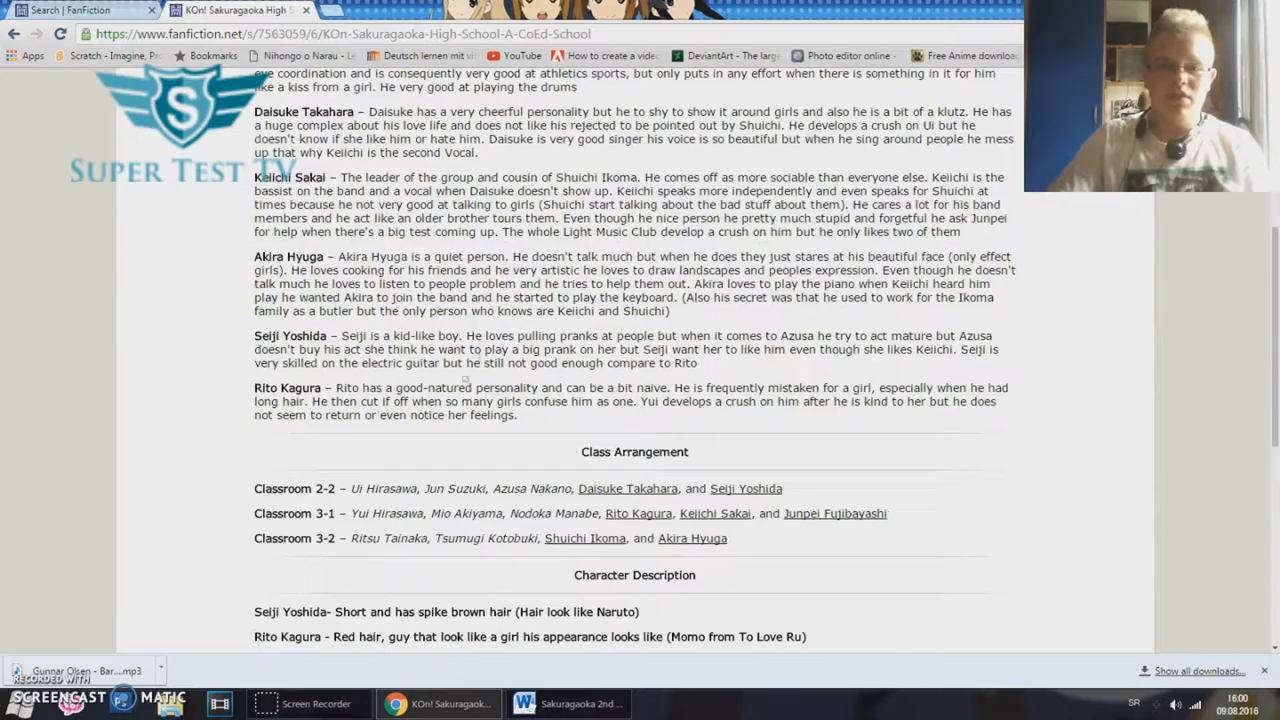 Search | FanFiction
KOn! Sakuragaoka High S
https://www.fanfiction.net/s/7563059/6/KOn-Sakuragaoka-High-School-A-CoEd-School
Apps Scratch - Imagine, Pro Bookmarks Nihongo o Narau Deutsch lernen mit vi YouTube How to create a video DeviantArt - The largest Photo editor online - Free Anime download
eye coordination and is consequently very good at athletics sports, but only puts in any effort when there is something in it for him
like a kiss from a girl. He very good at playing the drums
Daisuke Takahara – Daisuke has a very cheerful personality but he to shy to show it around girls and also he is a bit of a klutz. He has
a huge complex about his love life and does not like his rejected to be pointed out by Shuichi. He develops a crush on Ui but he
doesn't know if she like him or hate him. Daisuke is very good singer his voice is so beautiful but when he sing around people he mess
up that why Keiichi is the second Vocal.
SUPER TEST TV
Keiichi Sakai – The leader of the group and cousin of Shuichi Ikoma. He comes off as more sociable than everyone else. Keiichi is the
bassist on the band and a vocal when Daisuke doesn't show up. Keiichi speaks more independently and even speaks for Shuichi at
times because he not very good at talking to girls (Shuichi start talking about the bad stuff about them). He cares a lot for his band
members and he act like an older brother tours them. Even though he nice person he pretty much stupid and forgetful he ask Junpei
for help when there's a big test coming up. The whole Light Music Club develop a crush on him but he only likes two of them
Akira Hyuga – Akira Hyuga is a quiet person. He doesn't talk much but when he does they just stares at his beautiful face (only effect
girls). He loves cooking for his friends and he very artistic he loves to draw landscapes and peoples expression. Even though he doesn't
talk much he loves to listen to people problem and he tries to help them out. Akira loves to play the piano when Keiichi heard him
play he wanted Akira to join the band and he started to play the keyboard. (Also his secret was that he used to work for the Ikoma
family as a butler but the only person who knows are Keiichi and Shuichi)
Seiji Yoshida – Seiji is a kid-like boy. He loves pulling pranks at people but when it comes to Azusa he try to act mature but Azusa
doesn't buy his act she think he want to play a big prank on her but Seiji want her to like him even though she likes Keiichi. Seiji is
very skilled on the electric guitar but he still not good enough compare to Rito
Rito Kagura – Rito has a good-natured personality and can be a bit naive. He is frequently mistaken for a girl, especially when he had
long hair. He then cut if off when so many girls confuse him as one. Yui develops a crush on him after he is kind to her but he does
not seem to return or even notice her feelings.
Class Arrangement
Classroom 2-2 – Ui Hirasawa, Jun Suzuki, Azusa Nakano, Daisuke Takahara, and Seiji Yoshida
Classroom 3-1 – Yui Hirasawa, Mio Akiyama, Nodoka Manabe, Rito Kagura, Keiichi Sakai, and Junpei Fujibayashi
Classroom 3-2 – Ritsu Tainaka, Tsumugi Kotobuki, Shuichi Ikoma, and Akira Hyuga
Character Description
Seiji Yoshida- Short and has spike brown hair (Hair look like Naruto)
Rito Kagura - Red hair, guy that look like a girl his appearance looks like (Momo from To Love Ru)
Gunnar Olsen - Bar....mp3
Show all downloads...
RECORDED WITH
SCREENCAST MATIC
Screen Recorder
KOn! Sakuragaok...
Sakuragaoka 2nd ...
SR
16:00
09.08.2016